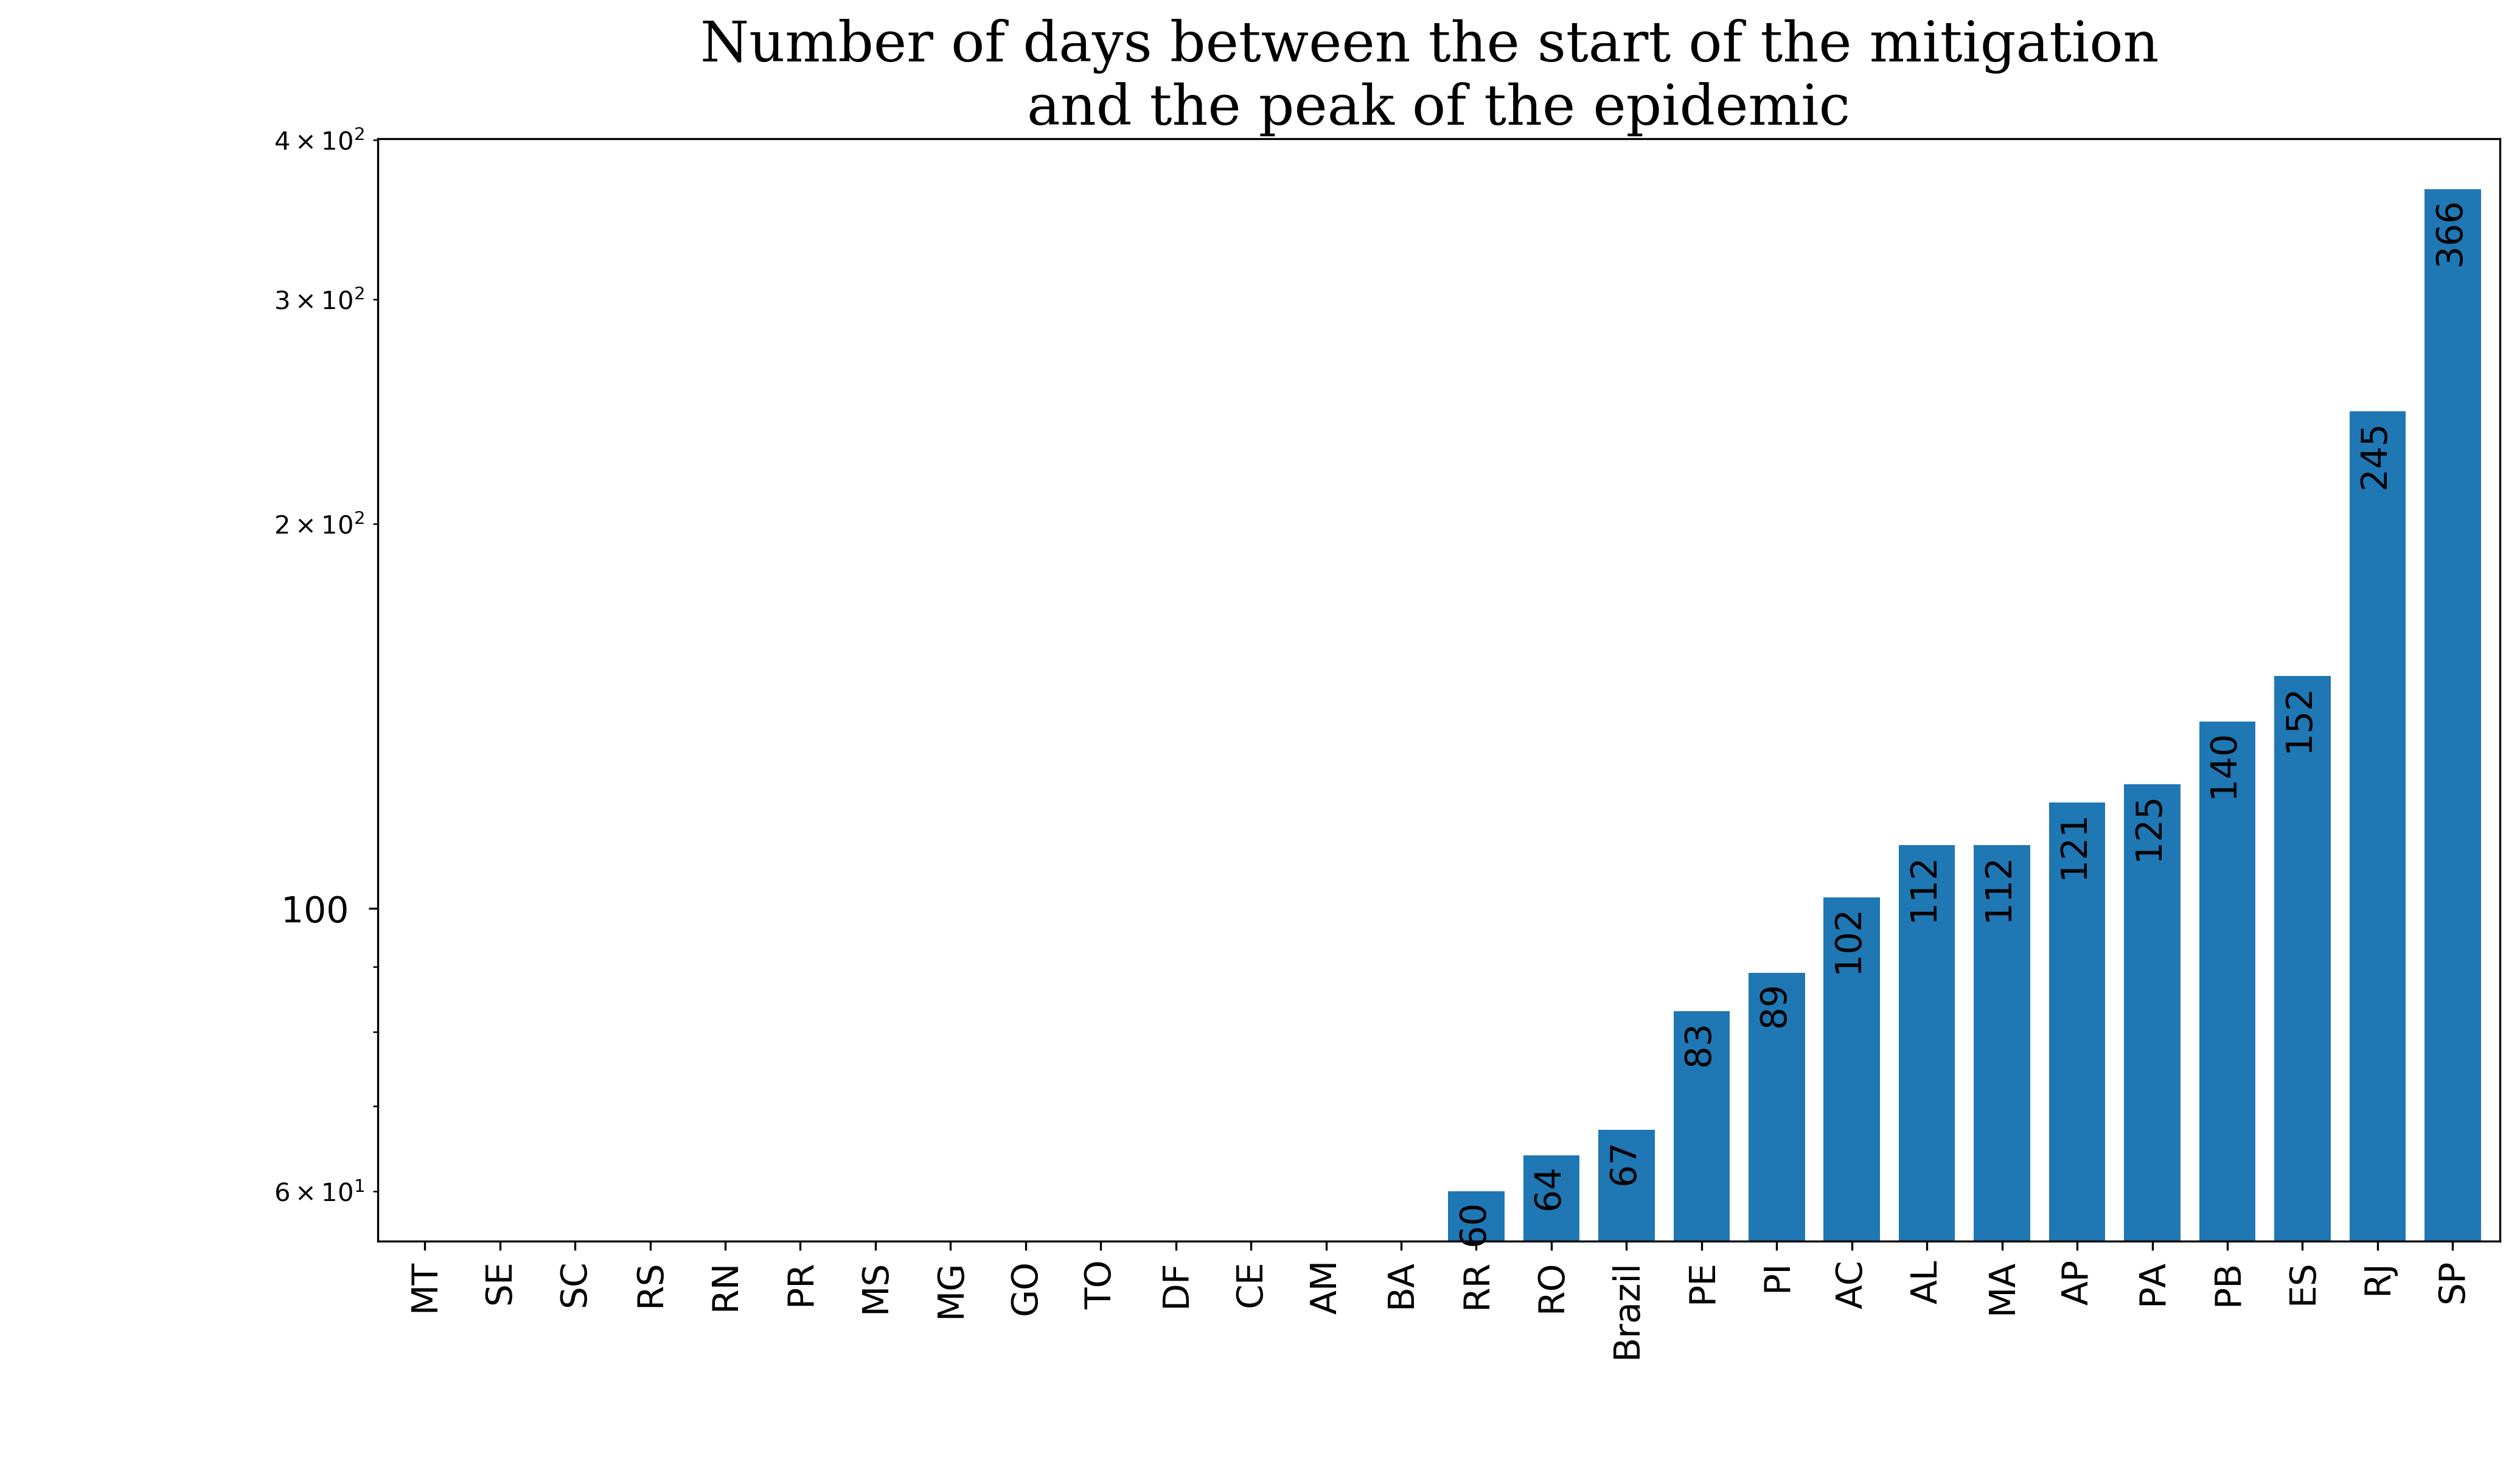 Number of days between the start of the mitigation
and the peak of the epidemic
4 × 10²
3 × 10²
2 × 10²
100
6 × 10¹
60
64
67
83
89
102
112
112
121
125
140
152
245
366
MT
SE
SC
RS
RN
PR
MS
MG
GO
TO
DF
CE
AM
BA
RR
RO
Brazil
PE
PI
AC
AL
MA
AP
PA
PB
ES
RJ
SP